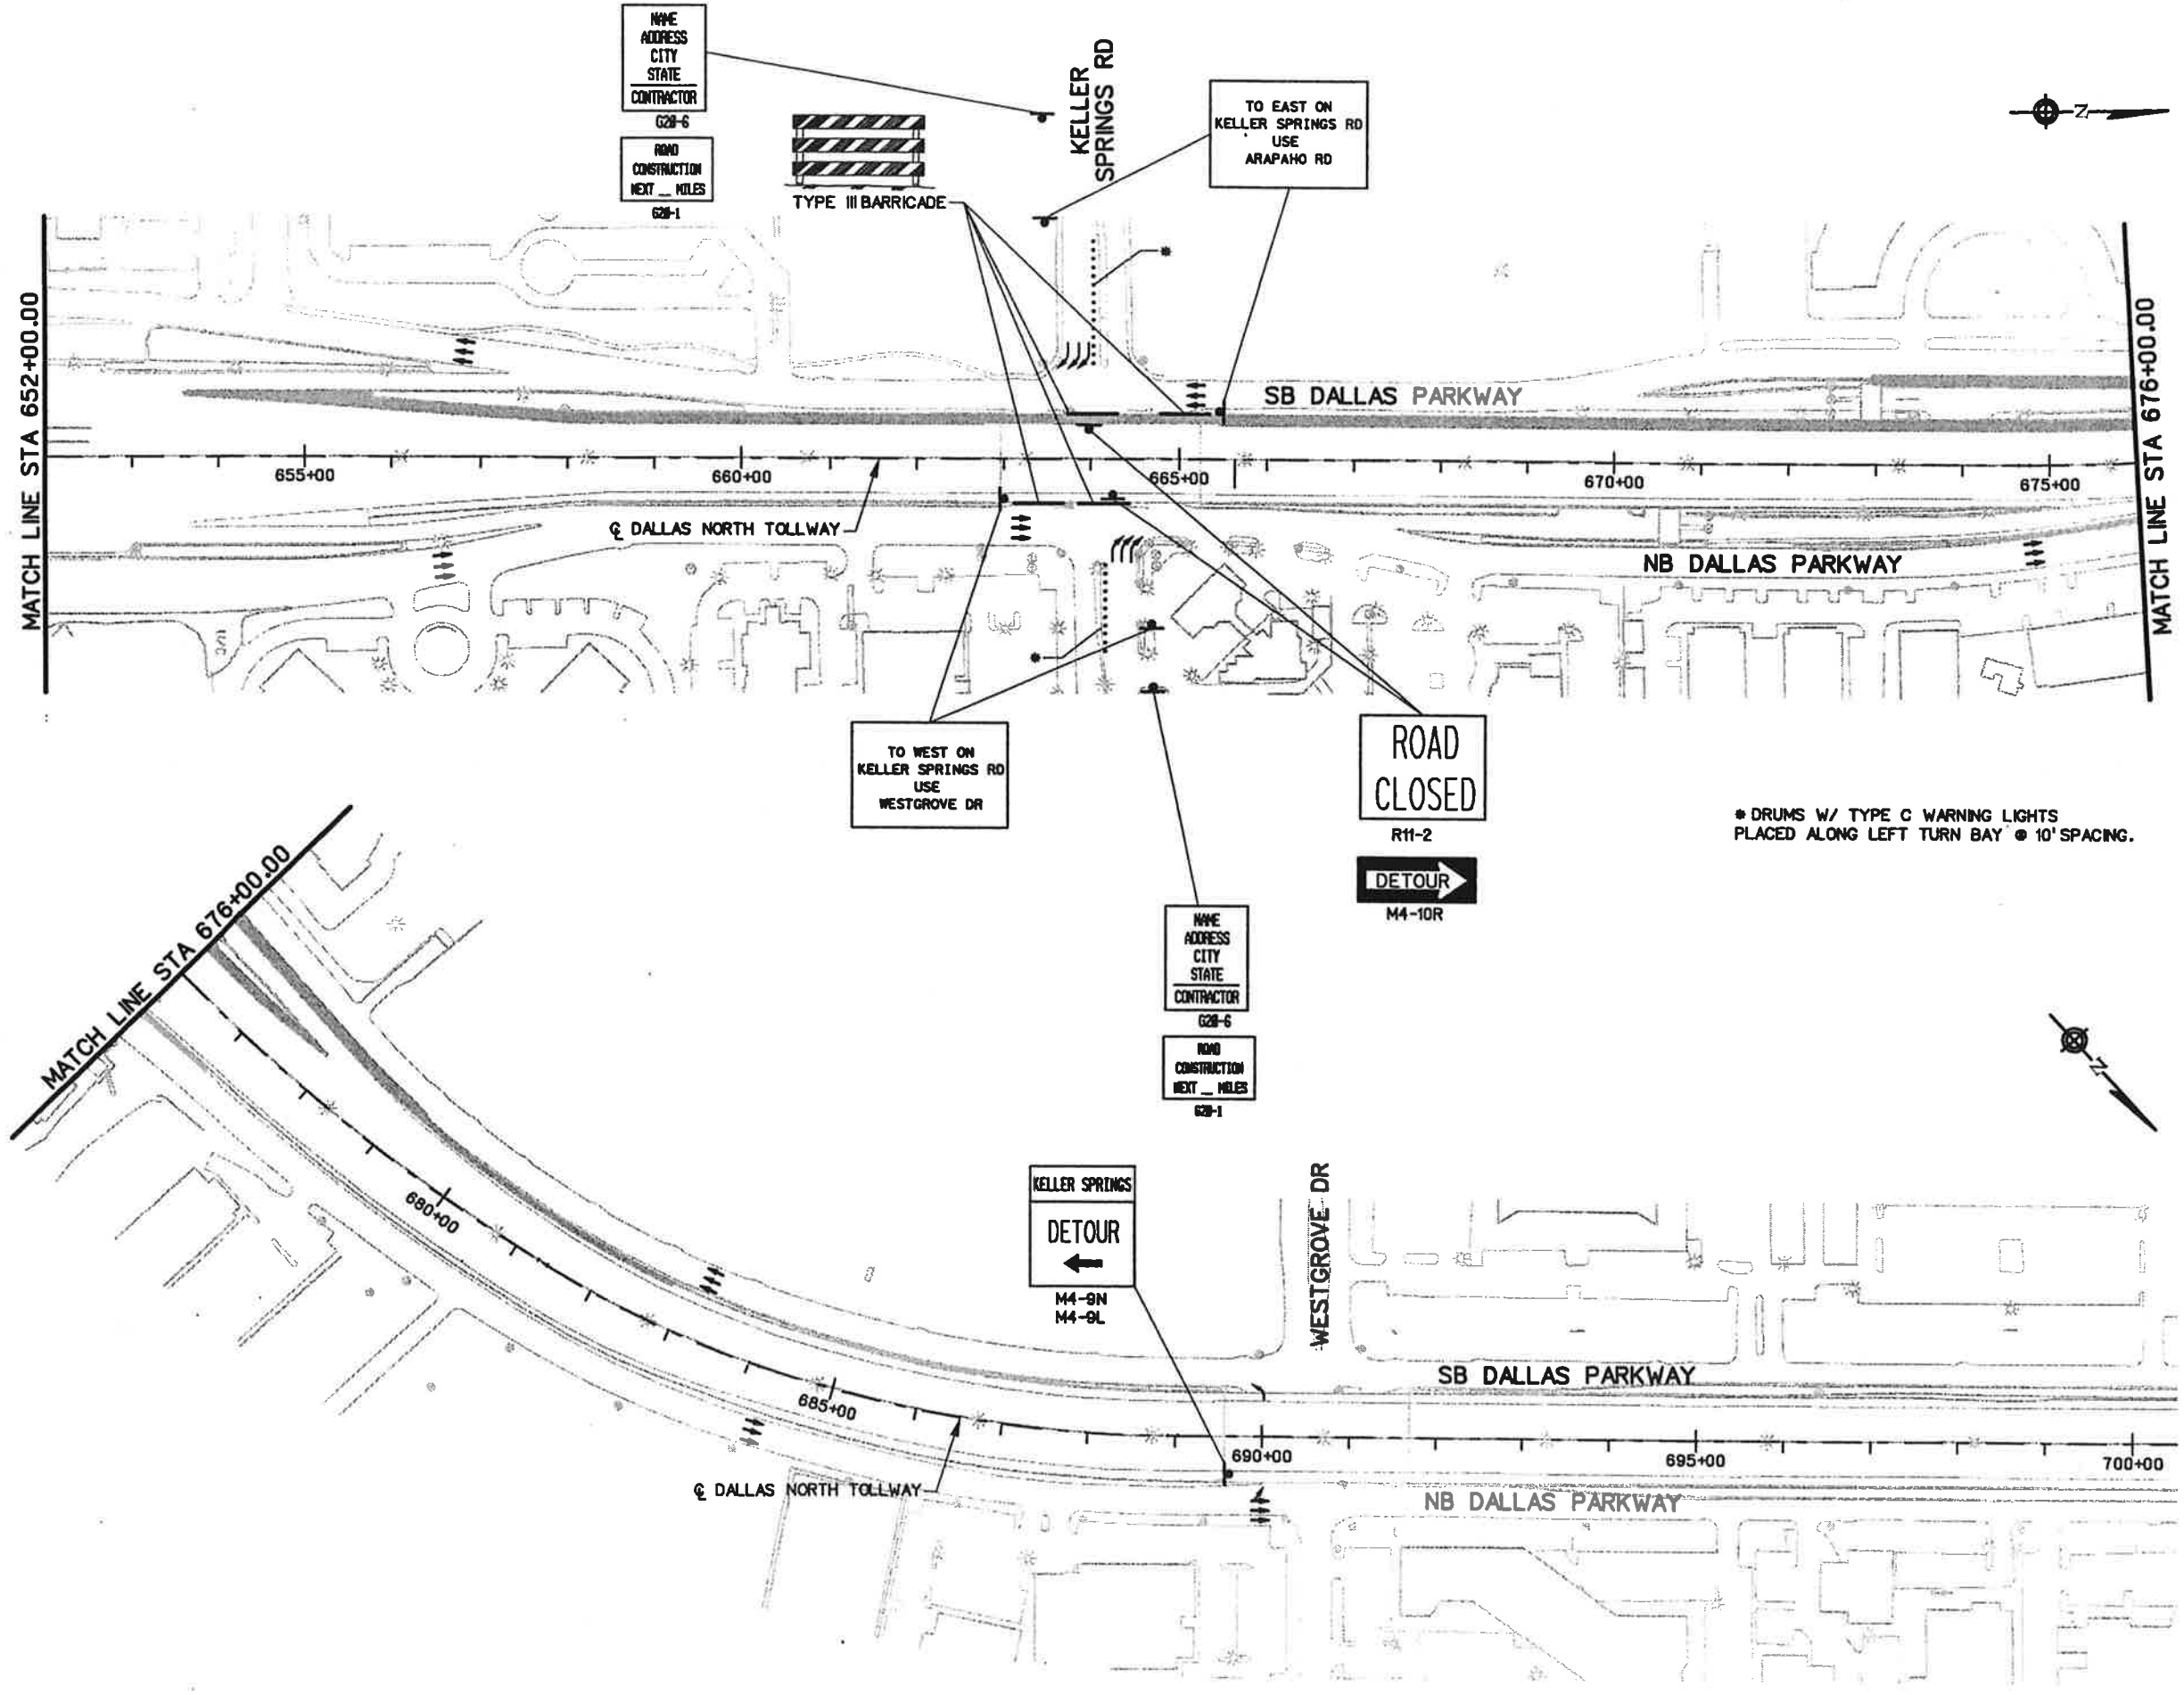 NAME
ADDRESS
CITY
STATE
CONTRACTOR
G20-6
ROAD
CONSTRUCTION
NEXT __ MILES
G20-1
TYPE III BARRICADE
KELLER
SPRINGS RD
TO EAST ON
KELLER SPRINGS RD
USE
ARAPAHO RD
N
*
MATCH LINE STA 652+00.00
MATCH LINE STA 676+00.00
SB DALLAS PARKWAY
655+00
660+00
665+00
670+00
675+00
℄ DALLAS NORTH TOLLWAY
NB DALLAS PARKWAY
*
TO WEST ON
KELLER SPRINGS RD
USE
WESTGROVE DR
ROAD
CLOSED
R11-2
DETOUR
M4-10R
* DRUMS W/ TYPE C WARNING LIGHTS
PLACED ALONG LEFT TURN BAY @ 10' SPACING.
NAME
ADDRESS
CITY
STATE
CONTRACTOR
G20-6
ROAD
CONSTRUCTION
NEXT __ MILES
G20-1
MATCH LINE STA 676+00.00
N
KELLER SPRINGS
DETOUR
M4-9N
M4-9L
WESTGROVE DR
680+00
685+00
690+00
695+00
700+00
SB DALLAS PARKWAY
℄ DALLAS NORTH TOLLWAY
NB DALLAS PARKWAY